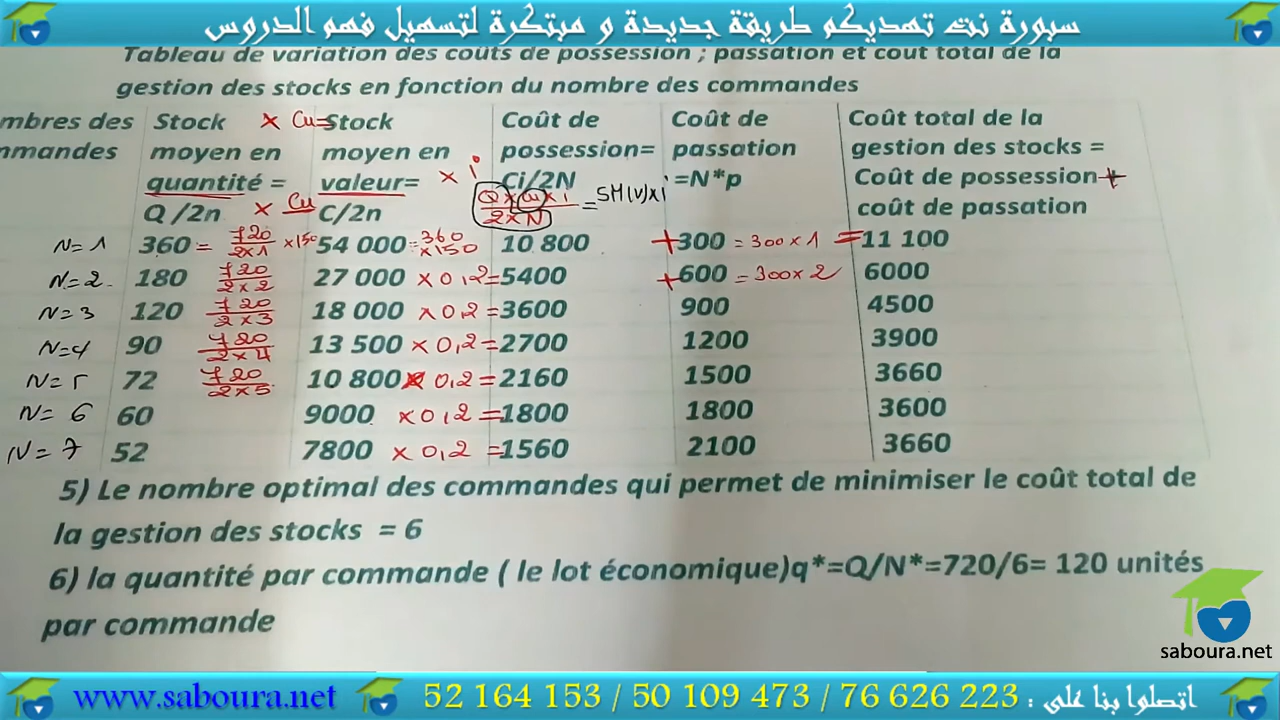 سبورة نت تهديكم طريقة جديدة و مبتكرة لتسهيل فهم الدروس
Tableau de variation des coûts de possession ; passation et cout total de la
gestion des stocks en fonction du nombre des commandes
mbres des Stock × Cu= Stock Coût de Coût de Coût total de la
mmandes moyen en moyen en × i possession= passation gestion des stocks =
quantité = valeur= Ci/2N =N*p Coût de possession +
Q /2n × Cu C/2n Q × Cu × i / 2 × N = SM(v) x i coût de passation
N=1 360 = 720/2×1 ×150 54 000 = 360 ×150 10 800 +300 = 300 × 1 = 11 100
N=2 180 720/2×2 27 000 × 0,2 = 5400 +600 = 300 × 2 6000
N=3 120 720/2×3 18 000 × 0,2 = 3600 900 4500
N=4 90 720/2×4 13 500 × 0,2 = 2700 1200 3900
N=5 72 720/2×5 10 800 × 0,2 = 2160 1500 3660
N=6 60 9000 × 0,2 = 1800 1800 3600
N=7 52 7800 × 0,2 = 1560 2100 3660
5) Le nombre optimal des commandes qui permet de minimiser le coût total de
la gestion des stocks = 6
6) la quantité par commande ( le lot économique)q*=Q/N*=720/6= 120 unités
par commande
saboura.net
www.saboura.net 52 164 153 / 50 109 473 / 76 626 223 : اتصلوا بنا على